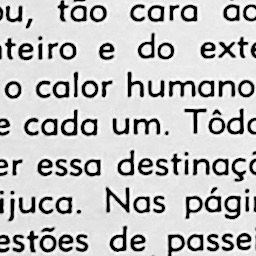 ou, tão cara ao
nteiro e do exte
o calor humano
e cada um. Tôda
er essa destinaçã
ijuca. Nas págin
estões de passei